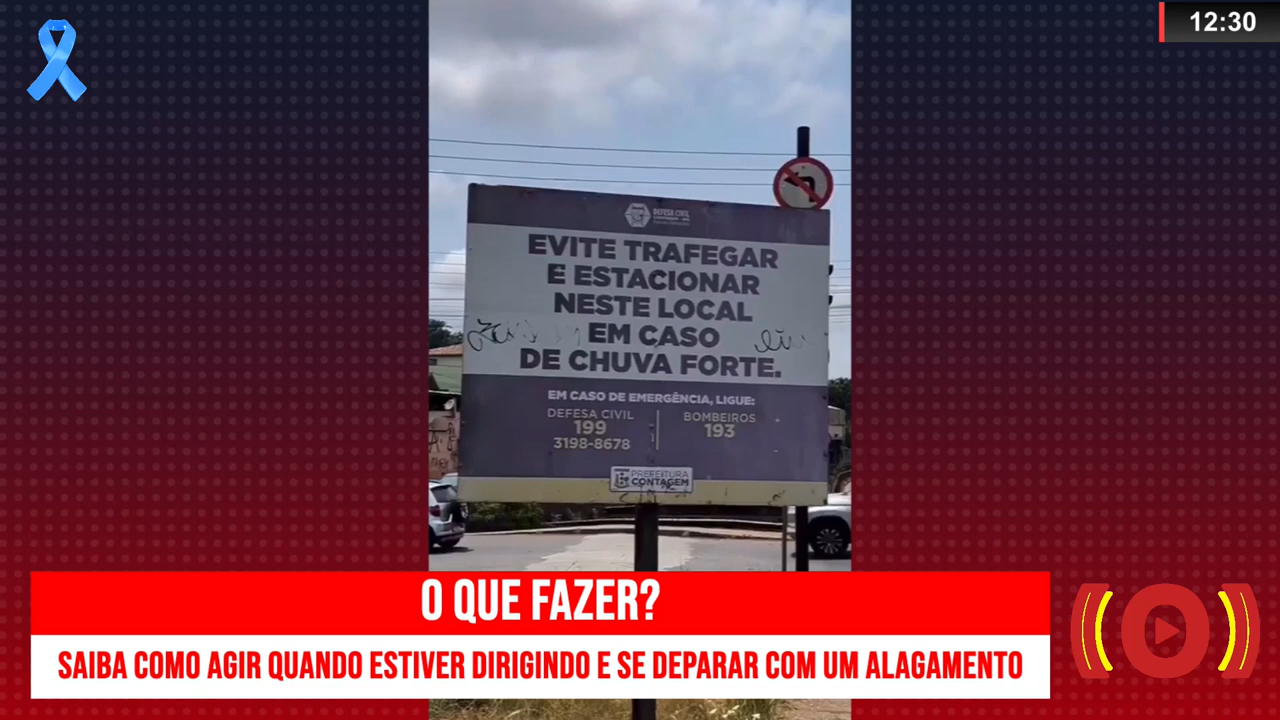 12:30
DEFESA CIVIL
EVITE TRAFEGAR
E ESTACIONAR
NESTE LOCAL
EM CASO
DE CHUVA FORTE.
EM CASO DE EMERGÊNCIA, LIGUE:
DEFESA CIVIL
199
3198-8678
BOMBEIROS
193
PREFEITURA
CONTAGEM
O QUE FAZER?
SAIBA COMO AGIR QUANDO ESTIVER DIRIGINDO E SE DEPARAR COM UM ALAGAMENTO